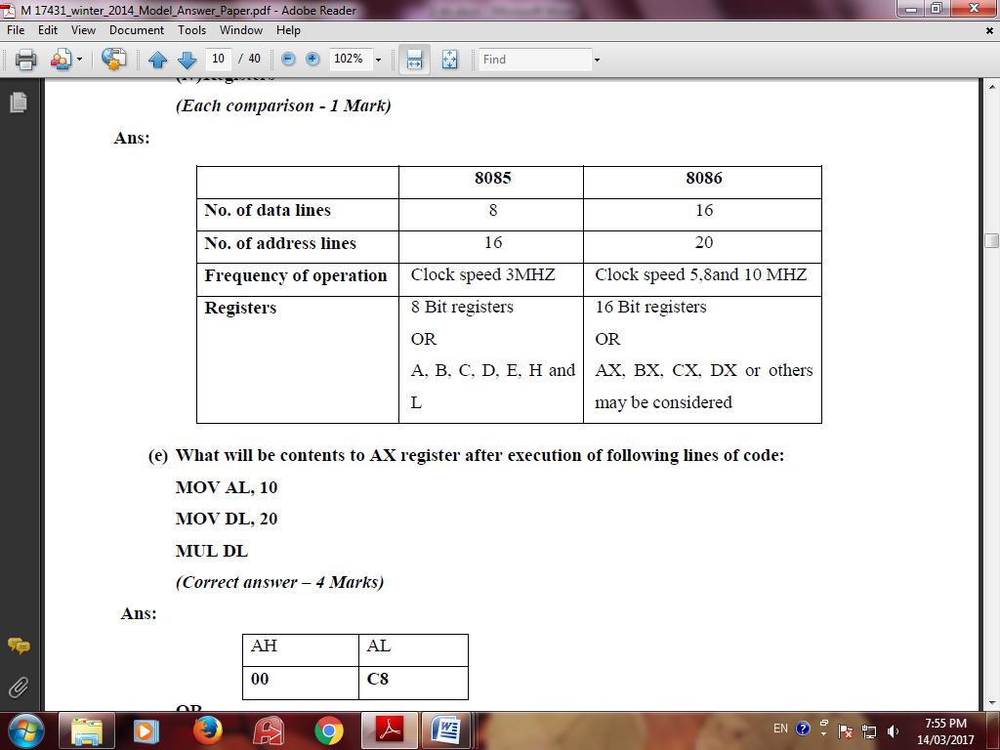 M 17431_winter_2014_Model_Answer_Paper.pdf - Adobe Reader
File Edit View Document Tools Window Help
10 / 40 102% Find
(IV)Registers
(Each comparison - 1 Mark)
Ans:
8085 8086
No. of data lines 8 16
No. of address lines 16 20
Frequency of operation Clock speed 3MHZ Clock speed 5,8and 10 MHZ
Registers 8 Bit registers 16 Bit registers
OR OR
A, B, C, D, E, H and AX, BX, CX, DX or others
L may be considered
(e) What will be contents to AX register after execution of following lines of code:
MOV AL, 10
MOV DL, 20
MUL DL
(Correct answer – 4 Marks)
Ans:
AH AL
00 C8
OR
EN 7:55 PM
14/03/2017